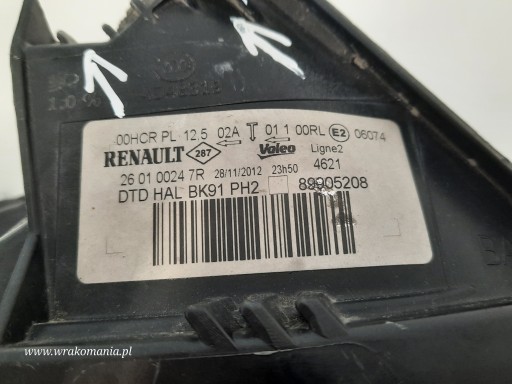 00HCR PL 12,5 02A 01 1 00RL E2 06074
RENAULT 287 Valeo Ligne2
26 01 0024 7R 28/11/2012 23h50 4621
DTD HAL BK91 PH2 89905208
www.wrakomania.pl